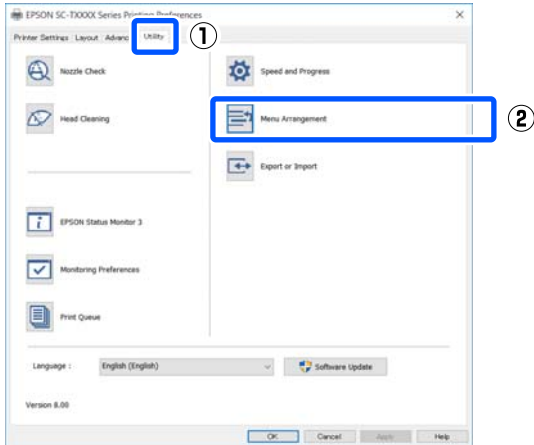 EPSON SC-TXXXX Series Printing Preferences
Printer Settings Layout Advanc Utility
①
Nozzle Check
Speed and Progress
Head Cleaning
Menu Arrangement
②
Export or Import
EPSON Status Monitor 3
Monitoring Preferences
Print Queue
Language : English (English)
Software Update
Version 8.00
OK Cancel Apply Help